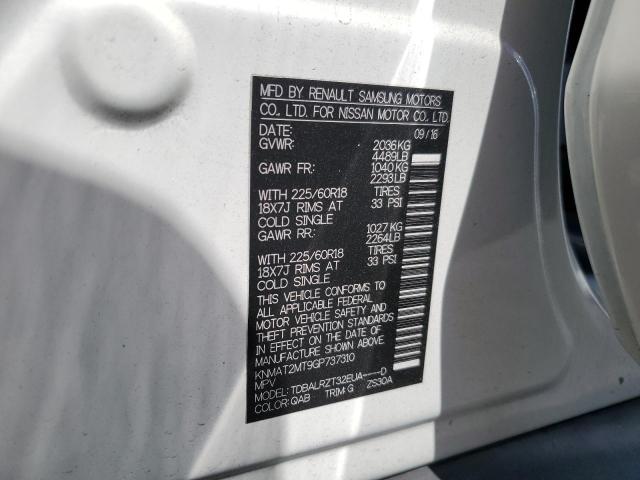 MFD BY RENAULT SAMSUNG MOTORS
CO., LTD. FOR NISSAN MOTOR CO., LTD.
DATE: 09/16
GVWR: 2036KG
4489LB
GAWR FR: 1040KG
2293LB
WITH 225/60R18 TIRES
18X7J RIMS AT 33 PSI
COLD SINGLE
GAWR RR: 1027KG
2264LB
WITH 225/60R18 TIRES
18X7J RIMS AT 33 PSI
COLD SINGLE
THIS VEHICLE CONFORMS TO
ALL APPLICABLE FEDERAL
MOTOR VEHICLE SAFETY AND
THEFT PREVENTION STANDARDS
IN EFFECT ON THE DATE OF
MANUFACTURE SHOWN ABOVE
KNMAT2MT9GP737310
MPV
MODEL: TDBALRZT32EUA----D
COLOR: QAB TRIM: G ZS30A